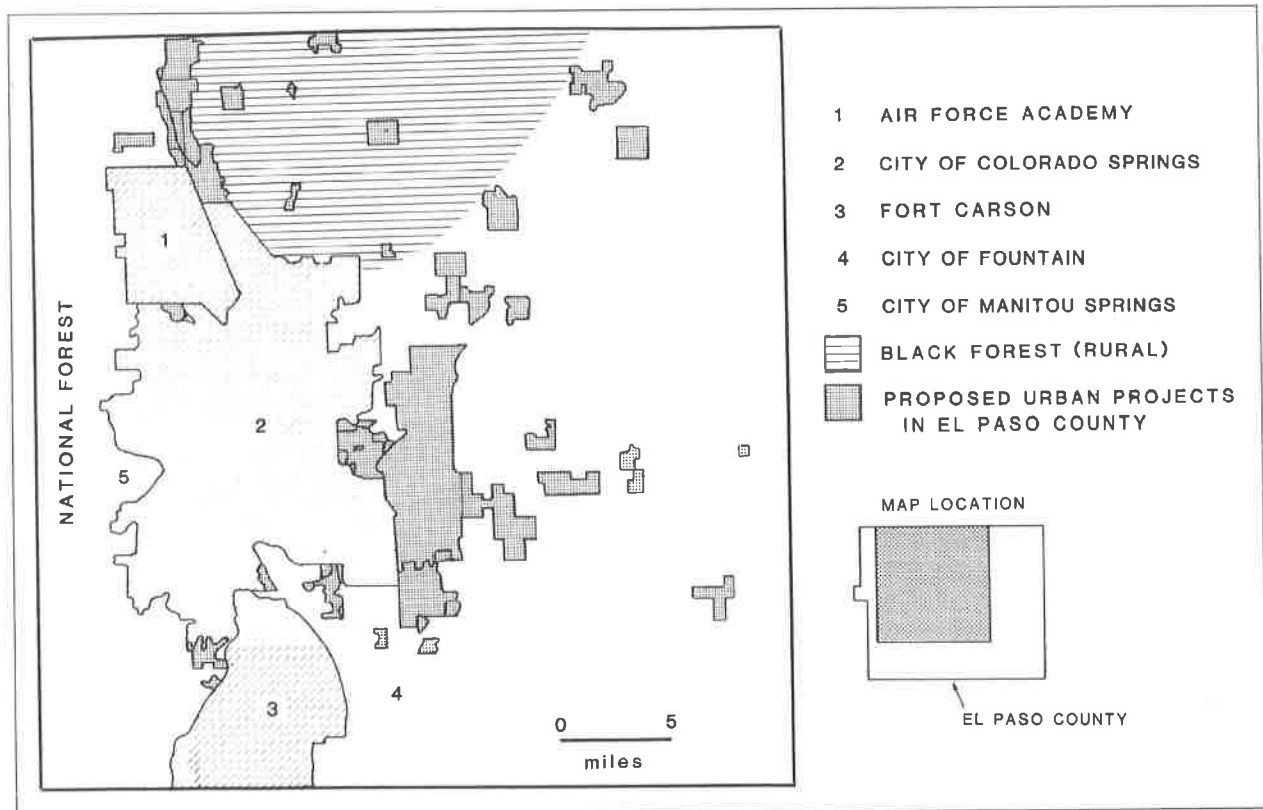 1 AIR FORCE ACADEMY
2 CITY OF COLORADO SPRINGS
3 FORT CARSON
4 CITY OF FOUNTAIN
5 CITY OF MANITOU SPRINGS
BLACK FOREST (RURAL)
PROPOSED URBAN PROJECTS
IN EL PASO COUNTY
NATIONAL FOREST
1
2
5
3
4
0 5
miles
MAP LOCATION
EL PASO COUNTY